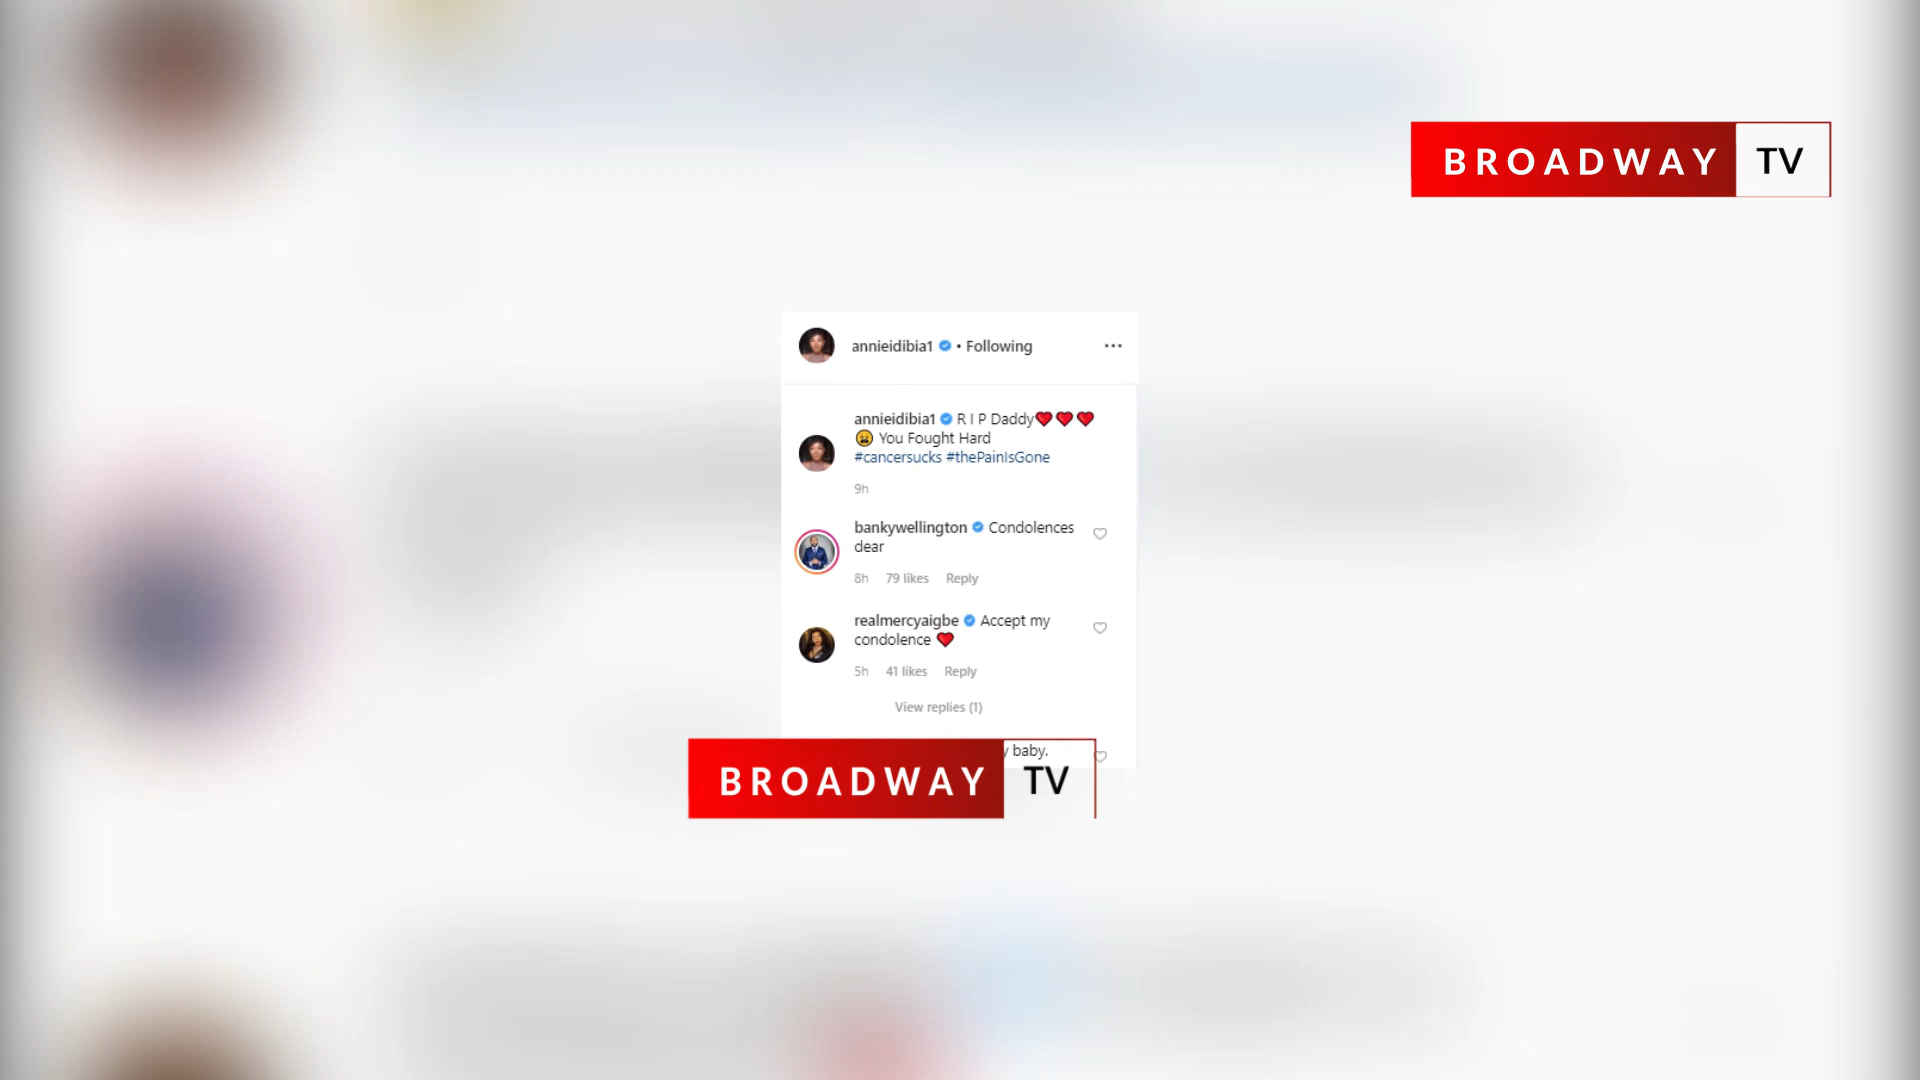 BROADWAY TV
annieidibia1 • Following
annieidibia1 R I P Daddy❤❤❤
😩 You Fought Hard
#cancersucks #thePainIsGone
9h
bankywellington Condolences
dear
8h 79 likes Reply
realmercyaigbe Accept my
condolence ❤
5h 41 likes Reply
View replies (1)
baby.
BROADWAY TV